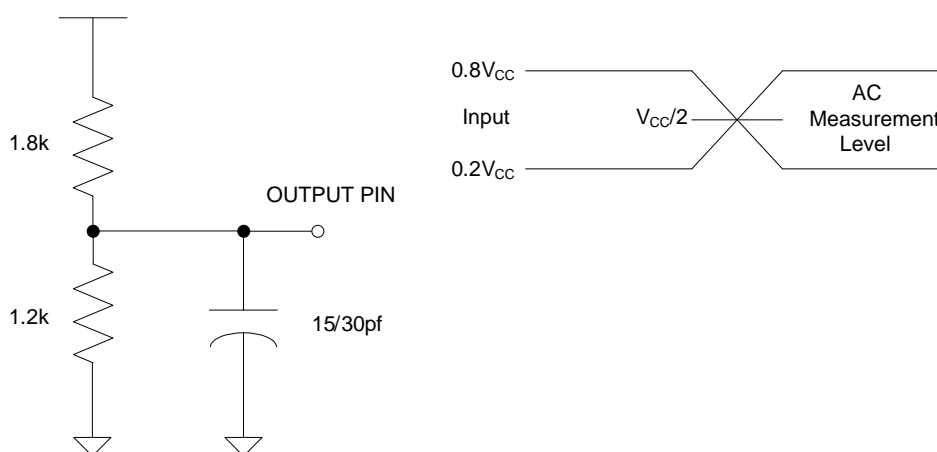 1.8k
1.2k
OUTPUT PIN
15/30pf
0.8V_CC
Input
V_CC/2
0.2V_CC
AC
Measurement
Level